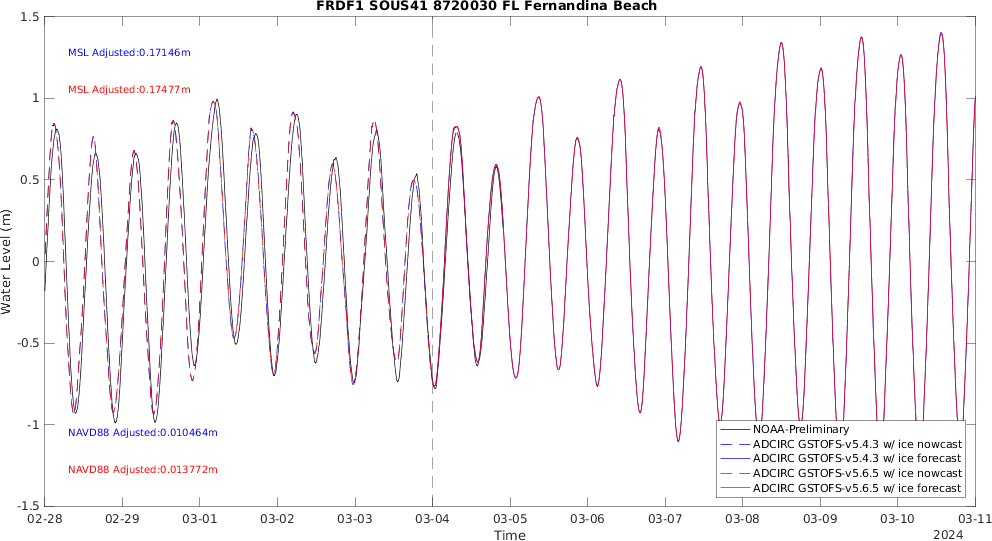 FRDF1 SOUS41 8720030 FL Fernandina Beach
1.5
1
0.5
0
-0.5
-1
-1.5
Water Level (m)
MSL Adjusted:0.17146m
MSL Adjusted:0.17477m
NAVD88 Adjusted:0.010464m
NAVD88 Adjusted:0.013772m
NOAA-Preliminary
ADCIRC GSTOFS-v5.4.3 w/ ice nowcast
ADCIRC GSTOFS-v5.4.3 w/ ice forecast
ADCIRC GSTOFS-v5.6.5 w/ ice nowcast
ADCIRC GSTOFS-v5.6.5 w/ ice forecast
02-28 02-29 03-01 03-02 03-03 03-04 03-05 03-06 03-07 03-08 03-09 03-10 03-11
Time
2024